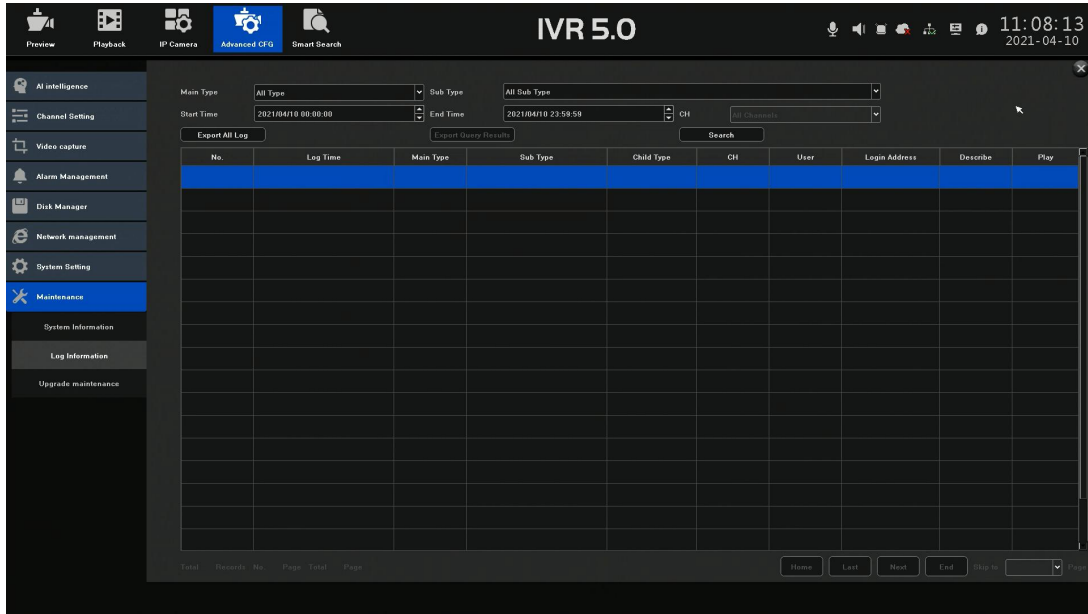 IVR 5.0
11:08:13
2021-04-10
Preview
Playback
IP Camera
Advanced CFG
Smart Search
AI intelligence
Channel Setting
Video capture
Alarm Management
Disk Manager
Network management
System Setting
Maintenance
System Information
Log Information
Upgrade maintenance
Main Type All Type Sub Type All Sub Type
Start Time 2021/04/10 00:00:00 End Time 2021/04/10 23:59:59 CH All Channels
Export All Log Export Query Results Search
No. Log Time Main Type Sub Type Child Type CH User Login Address Describe Play
Total Records No. Page Total Page Home Last Next End Skip to Page